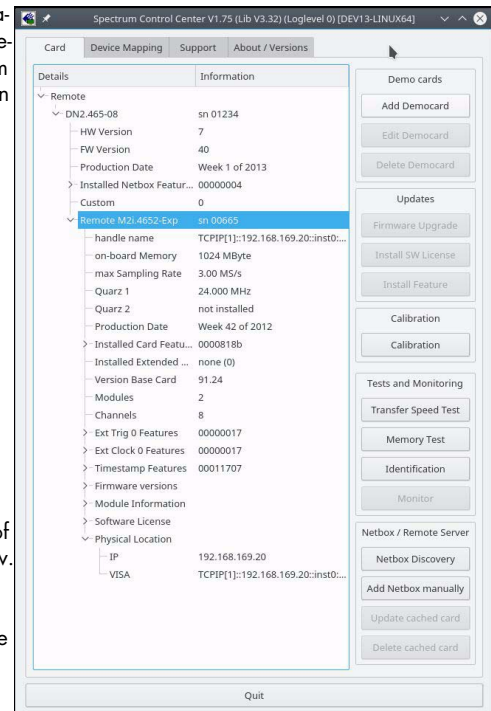 Spectrum Control Center V1.75 (Lib V3.32) (Loglevel 0) [DEV13-LINUX64]
Card Device Mapping Support About / Versions
Details Information
Remote
DN2.465-08 sn 01234
HW Version 7
FW Version 40
Production Date Week 1 of 2013
Installed Netbox Featur... 00000004
Custom 0
Remote M2i.4652-Exp sn 00665
handle name TCPIP[1]::192.168.169.20::inst0:...
on-board Memory 1024 MByte
max Sampling Rate 3.00 MS/s
Quarz 1 24.000 MHz
Quarz 2 not installed
Production Date Week 42 of 2012
Installed Card Featu... 0000818b
Installed Extended ... none (0)
Version Base Card 91.24
Modules 2
Channels 8
Ext Trig 0 Features 00000017
Ext Clock 0 Features 00000017
Timestamp Features 00011707
Firmware versions
Module Information
Software License
Physical Location
IP 192.168.169.20
VISA TCPIP[1]::192.168.169.20::inst0:...
Demo cards
Add Democard
Edit Democard
Delete Democard
Updates
Firmware Upgrade
Install SW License
Install Feature
Calibration
Calibration
Tests and Monitoring
Transfer Speed Test
Memory Test
Identification
Monitor
Netbox / Remote Server
Netbox Discovery
Add Netbox manually
Update cached card
Delete cached card
Quit